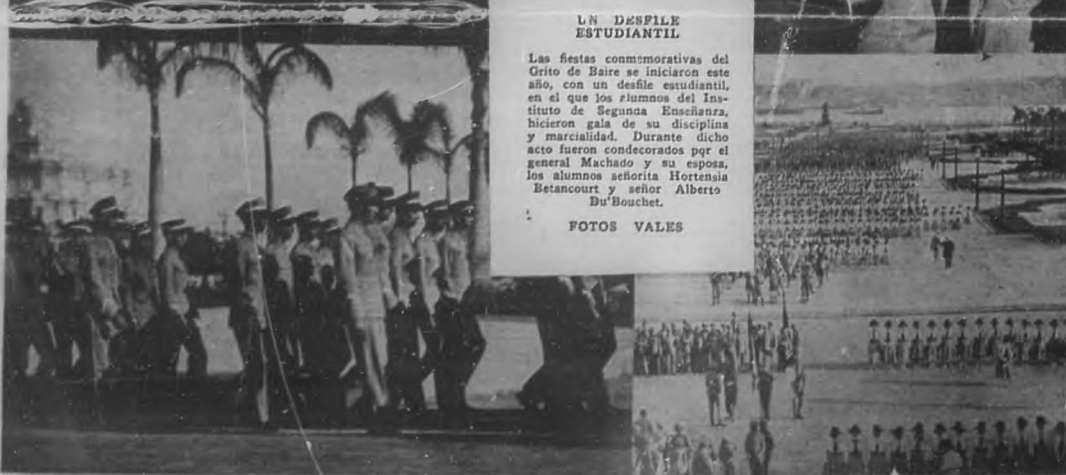 UN DESFILE
ESTUDIANTIL
Las fiestas conmemorativas del
Grito de Baire se iniciaron este
año, con un desfile estudiantil,
en el que los alumnos del Ins-
tituto de Segunda Enseñanza,
hicieron gala de su disciplina
y marcialidad. Durante dicho
acto fueron condecorados por el
general Machado y su esposa,
los alumnos señorita Hortensia
Betancourt y señor Alberto
Du'Bouchet.
FOTOS VALES